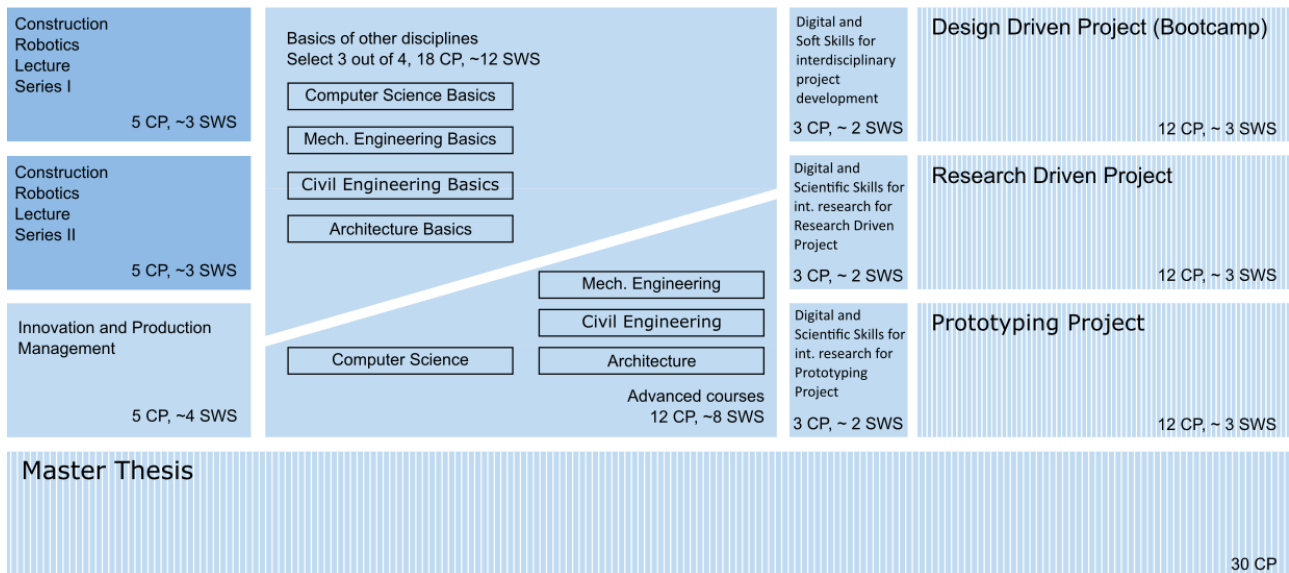 Construction
Robotics
Lecture
Series I
5 CP, ~3 SWS
Basics of other disciplines
Select 3 out of 4, 18 CP, ~12 SWS
Computer Science Basics
Mech. Engineering Basics
Civil Engineering Basics
Architecture Basics
Digital and
Soft Skills for
interdisciplinary
project
development
3 CP, ~ 2 SWS
Design Driven Project (Bootcamp)
12 CP, ~ 3 SWS
Construction
Robotics
Lecture
Series II
5 CP, ~3 SWS
Digital and
Scientific Skills for
int. research for
Research Driven
Project
3 CP, ~ 2 SWS
Research Driven Project
12 CP, ~ 3 SWS
Innovation and Production
Management
5 CP, ~4 SWS
Mech. Engineering
Civil Engineering
Computer Science
Architecture
Advanced courses
12 CP, ~8 SWS
Digital and
Scientific Skills for
int. research for
Prototyping
Project
3 CP, ~ 2 SWS
Prototyping Project
12 CP, ~ 3 SWS
Master Thesis
30 CP